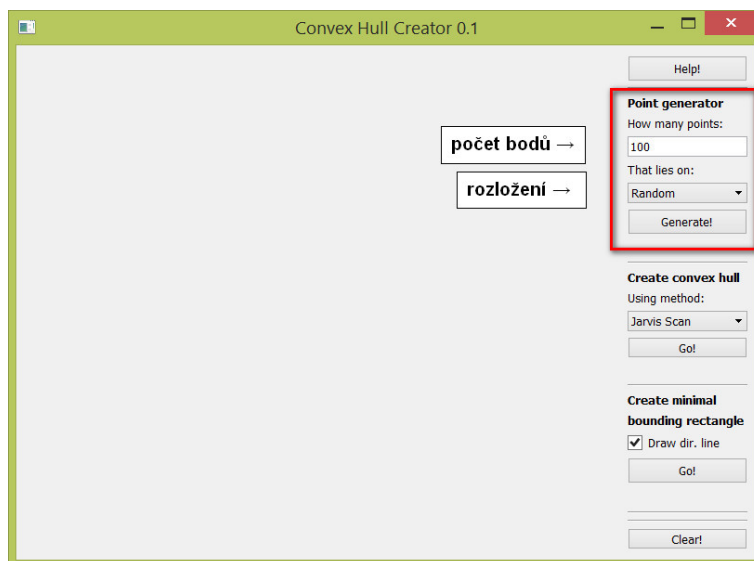 Convex Hull Creator 0.1
Help!
Point generator
How many points:
počet bodů →
100
That lies on:
rozložení →
Random
Generate!
Create convex hull
Using method:
Jarvis Scan
Go!
Create minimal
bounding rectangle
Draw dir. line
Go!
Clear!